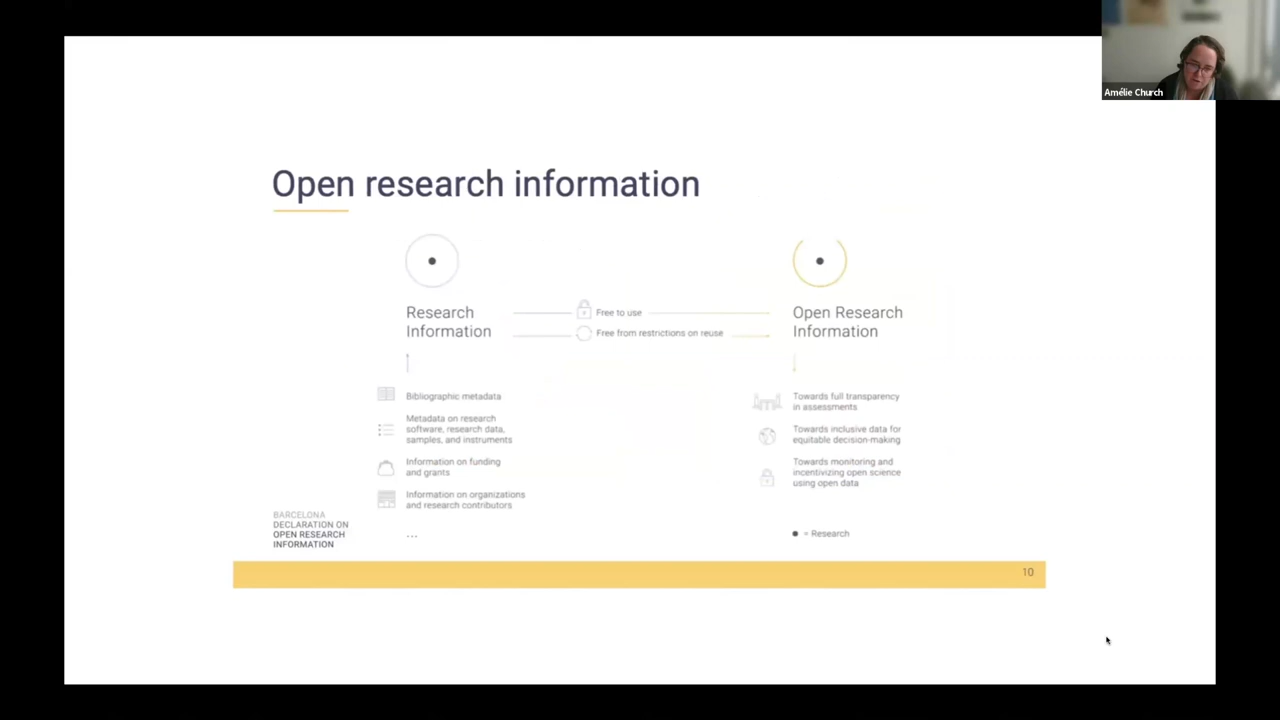 Amélie Church
Open research information
Research
Information
Free to use
Free from restrictions on reuse
Open Research
Information
Bibliographic metadata
Metadata on research
software, research data,
samples, and instruments
Information on funding
and grants
Information on organizations
and research contributors
...
Towards full transparency
in assessments
Towards inclusive data for
equitable decision-making
Towards monitoring and
incentivizing open science
using open data
= Research
BARCELONA
DECLARATION ON
OPEN RESEARCH
INFORMATION
10